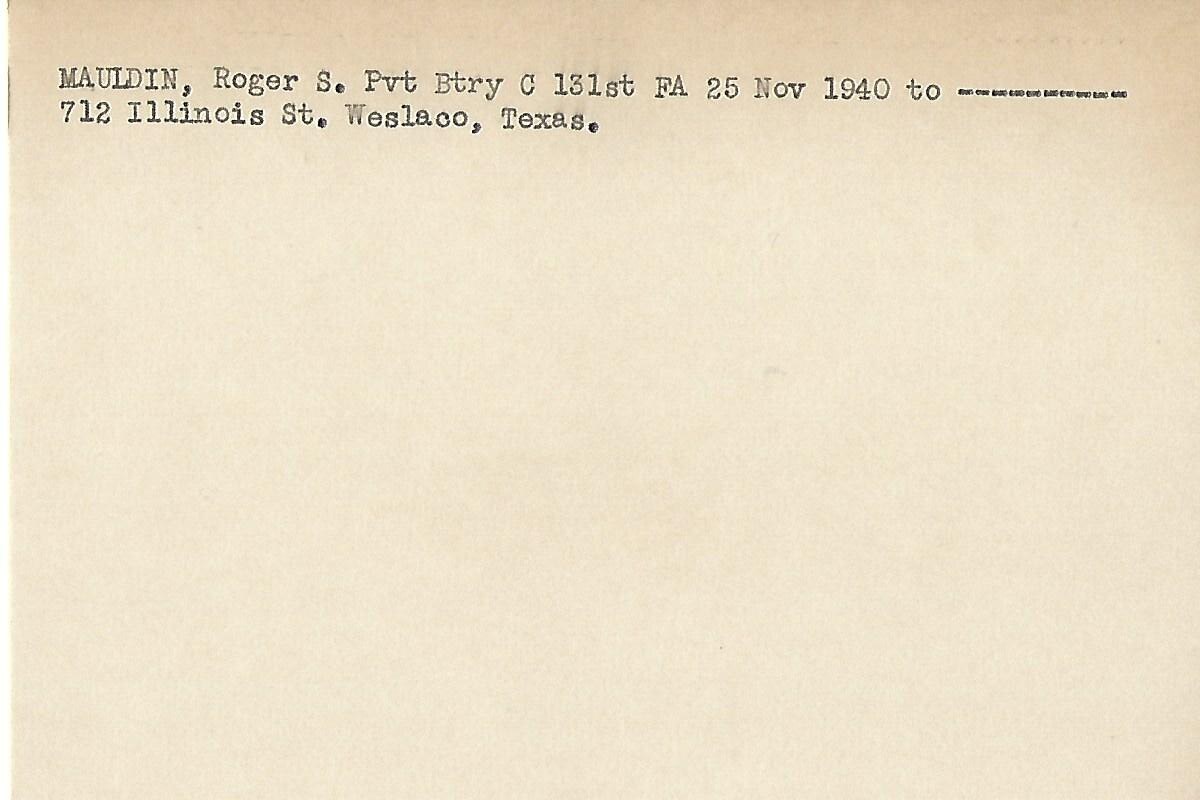 MAULDIN, Roger S. Pvt Btry C 131st FA 25 Nov 1940 to ---------------
712 Illinois St. Weslaco, Texas.